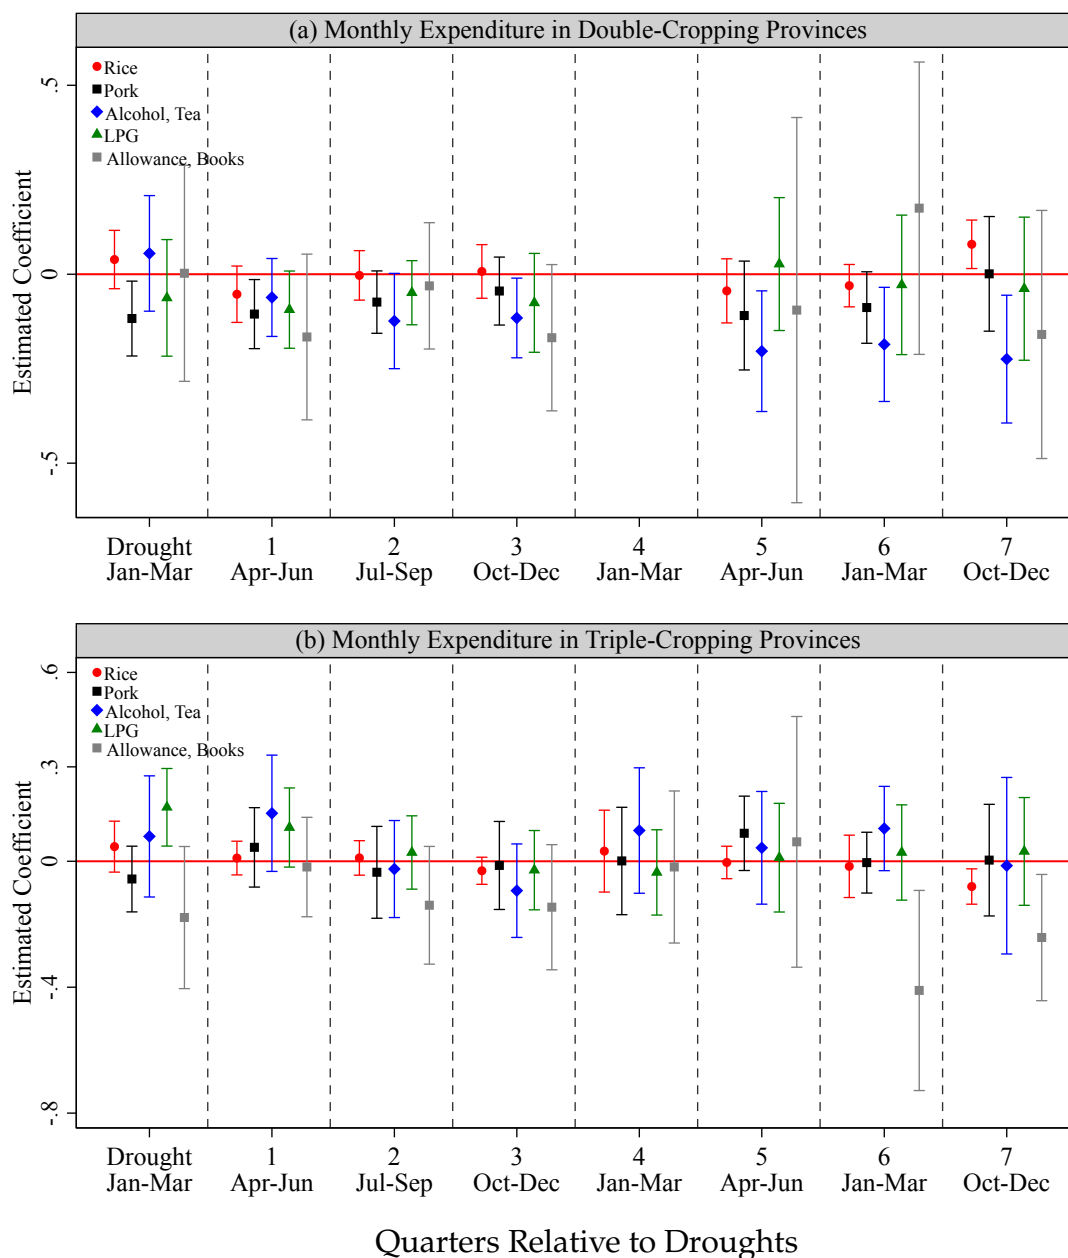 (a) Monthly Expenditure in Double-Cropping Provinces
Rice
Pork
Alcohol, Tea
LPG
Allowance, Books
Estimated Coefficient
.5
0
-.5
Drought 1 2 3 4 5 6 7
Jan-Mar Apr-Jun Jul-Sep Oct-Dec Jan-Mar Apr-Jun Jan-Mar Oct-Dec
(b) Monthly Expenditure in Triple-Cropping Provinces
Rice
Pork
Alcohol, Tea
LPG
Allowance, Books
Estimated Coefficient
.6
.3
0
-.4
-.8
Drought 1 2 3 4 5 6 7
Jan-Mar Apr-Jun Jul-Sep Oct-Dec Jan-Mar Apr-Jun Jan-Mar Oct-Dec
Quarters Relative to Droughts